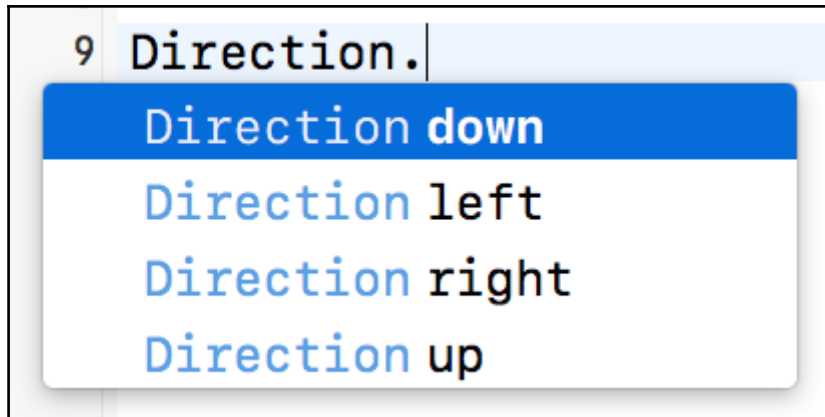 9 Direction.
Direction down
Direction left
Direction right
Direction up